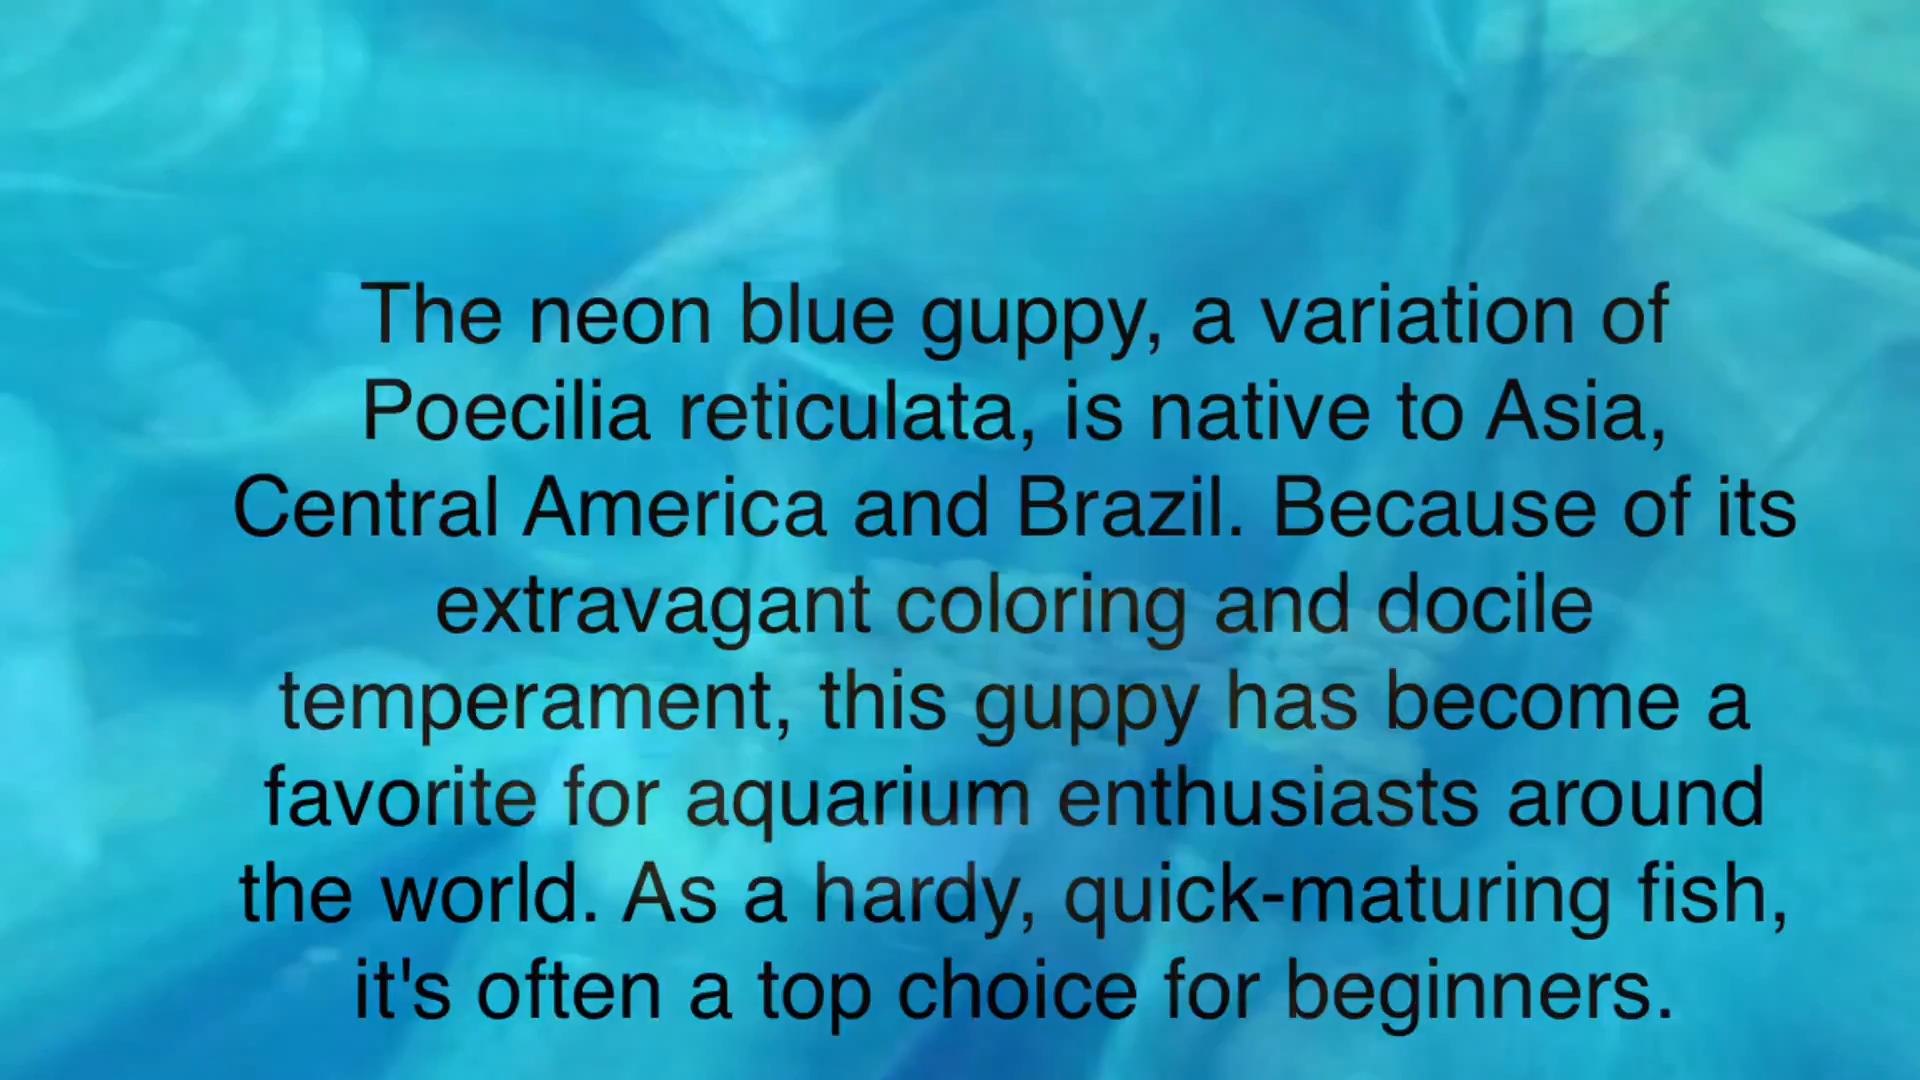 The neon blue guppy, a variation of
Poecilia reticulata, is native to Asia,
Central America and Brazil. Because of its
extravagant coloring and docile
temperament, this guppy has become a
favorite for aquarium enthusiasts around
the world. As a hardy, quick-maturing fish,
it's often a top choice for beginners.